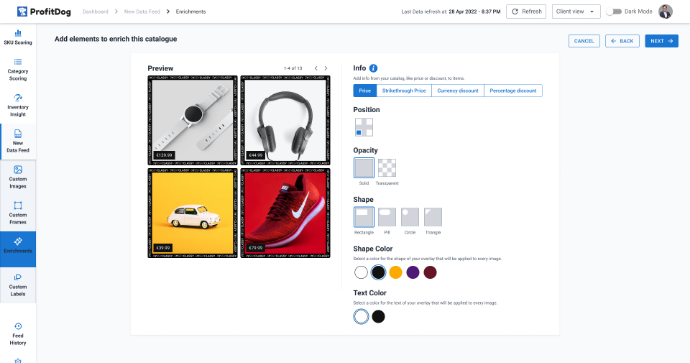 ProfitDog
Dashboard > New Data Feed > Enrichments
Last Data refresh at: 28 Apr 2022 - 8:37 PM
Refresh
Client view
Dark Mode
SKU Scoring
Category Scoring
Inventory Insight
New Data Feed
Custom Images
Custom Frames
Enrichments
Custom Labels
Feed History
Add elements to enrich this catalogue
CANCEL
BACK
NEXT
Preview
1-4 of 13
€129.99
€44.99
€39.99
€79.99
Info
Add info from your catalog, like price or discount, to items.
Price
Strikethrough Price
Currency discount
Percentage discount
Position
Opacity
Solid
Transparent
Shape
Rectangle
Pill
Circle
Triangle
Shape Color
Select a color for the shape of your overlay that will be applied to every image.
Text Color
Select a color for the text of your overlay that will be applied to every image.